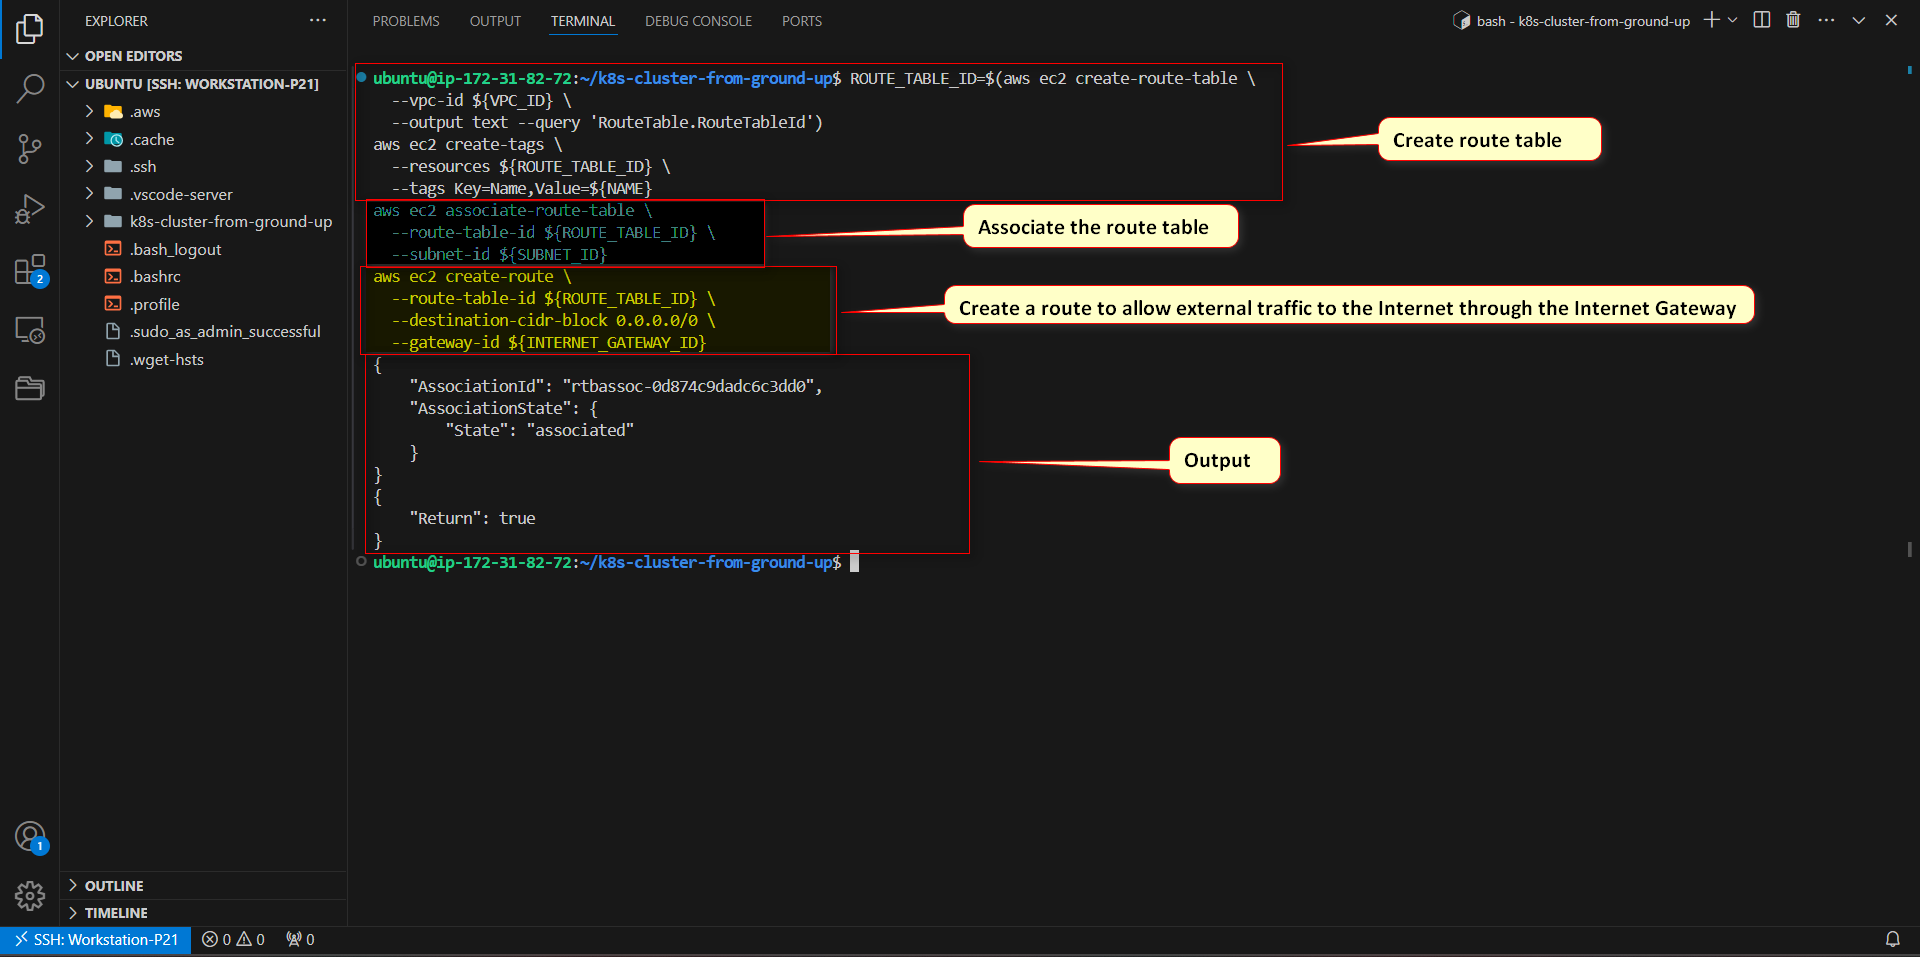 EXPLORER
OPEN EDITORS
UBUNTU [SSH: WORKSTATION-P21]
.aws
.cache
.ssh
.vscode-server
k8s-cluster-from-ground-up
.bash_logout
.bashrc
.profile
.sudo_as_admin_successful
.wget-hsts
OUTLINE
TIMELINE
2
1
PROBLEMS OUTPUT TERMINAL DEBUG CONSOLE PORTS
bash - k8s-cluster-from-ground-up
ubuntu@ip-172-31-82-72:~/k8s-cluster-from-ground-up$ ROUTE_TABLE_ID=$(aws ec2 create-route-table \
--vpc-id ${VPC_ID} \
--output text --query 'RouteTable.RouteTableId')
aws ec2 create-tags \
--resources ${ROUTE_TABLE_ID} \
--tags Key=Name,Value=${NAME}
aws ec2 associate-route-table \
--route-table-id ${ROUTE_TABLE_ID} \
--subnet-id ${SUBNET_ID}
aws ec2 create-route \
--route-table-id ${ROUTE_TABLE_ID} \
--destination-cidr-block 0.0.0.0/0 \
--gateway-id ${INTERNET_GATEWAY_ID}
{
"AssociationId": "rtbassoc-0d874c9dadc6c3dd0",
"AssociationState": {
"State": "associated"
}
}
{
"Return": true
}
ubuntu@ip-172-31-82-72:~/k8s-cluster-from-ground-up$
Create route table
Associate the route table
Create a route to allow external traffic to the Internet through the Internet Gateway
Output
SSH: Workstation-P21 0 0 0